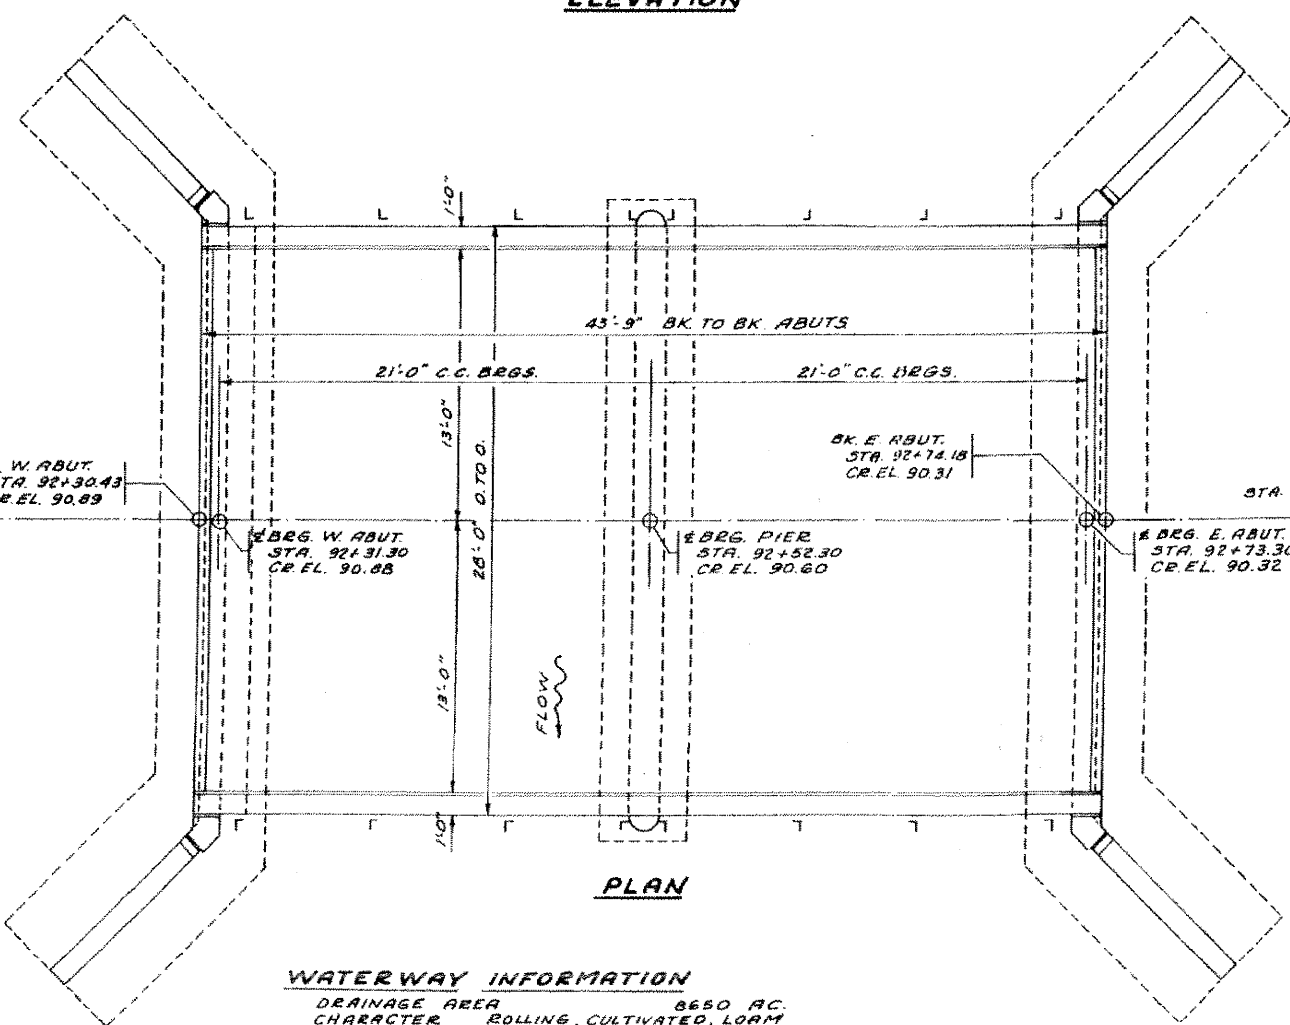 ELEVATION
1'-0"
43'-9" BK. TO BK. ABUTS.
21'-0" C.C. BRGS.
21'-0" C.C. BRGS.
13'-0"
28'-0" O. TO O.
W. ABUT.
STA. 92+30.43
CR. EL. 90.89
BK. E. ABUT.
STA. 92+74.18
CR. EL. 90.31
STA.
℄ BRG. W. ABUT.
STA. 92+31.30
CR. EL. 90.88
℄ BRG. PIER
STA. 92+52.30
CR. EL. 90.60
℄ BRG. E. ABUT.
STA. 92+73.30
CR. EL. 90.32
13'-0"
FLOW
1'-0"
PLAN
WATERWAY INFORMATION
DRAINAGE AREA 8650 AC.
CHARACTER ROLLING, CULTIVATED, LOAM